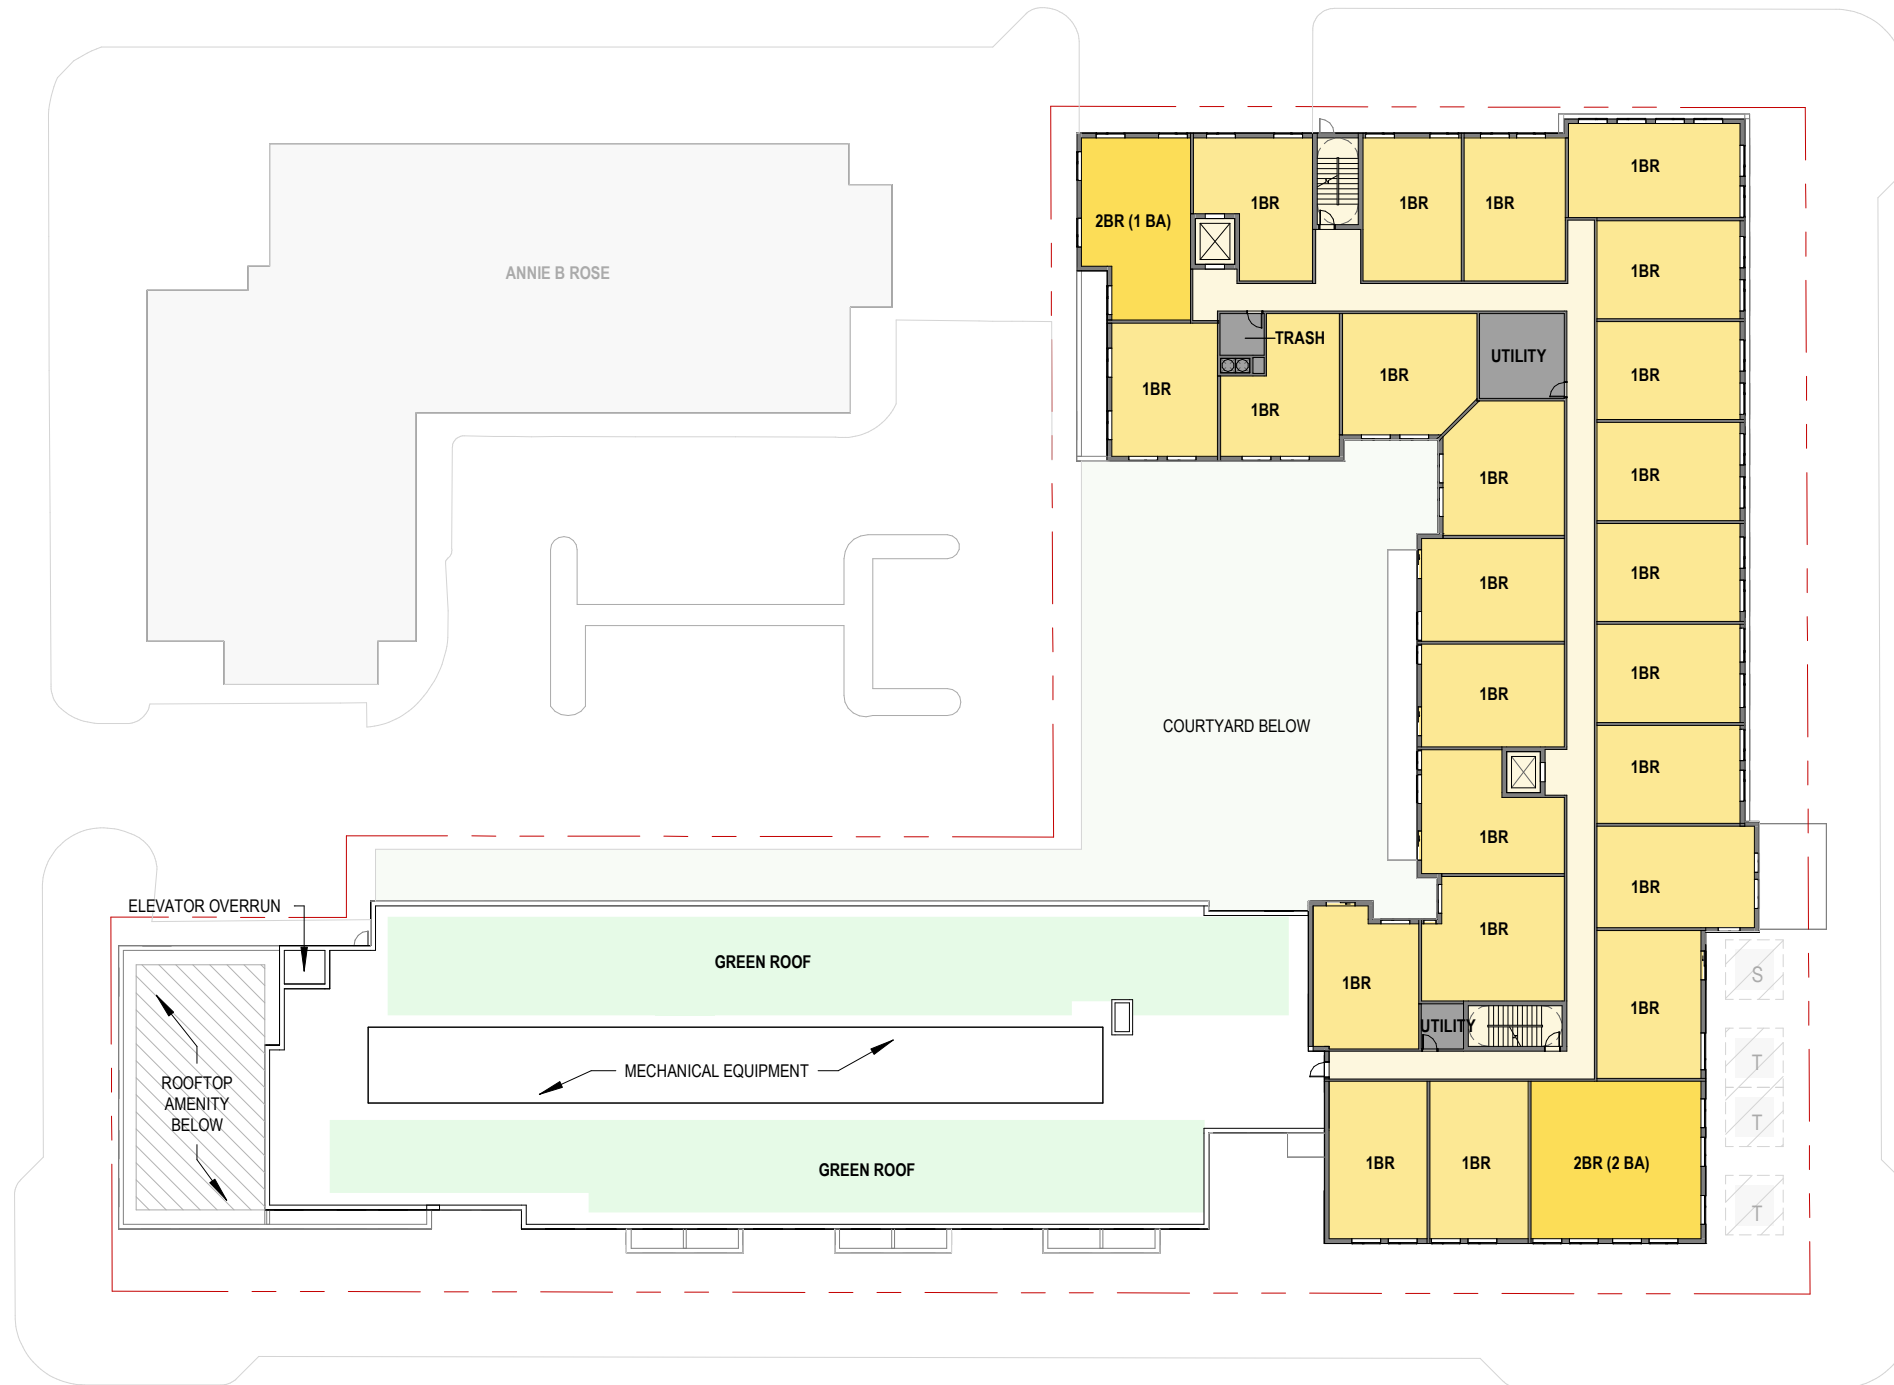 1BR
1BR
1BR
1BR
2BR (1 BA)
ANNIE B ROSE
1BR
TRASH
UTILITY
1BR
1BR
1BR
1BR
1BR
1BR
1BR
1BR
1BR
1BR
1BR
COURTYARD BELOW
1BR
1BR
1BR
ELEVATOR OVERRUN
1BR
GREEN ROOF
S
1BR
1BR
UTILITY
T
MECHANICAL EQUIPMENT
ROOFTOP
AMENITY
BELOW
T
GREEN ROOF
1BR
1BR
2BR (2 BA)
T